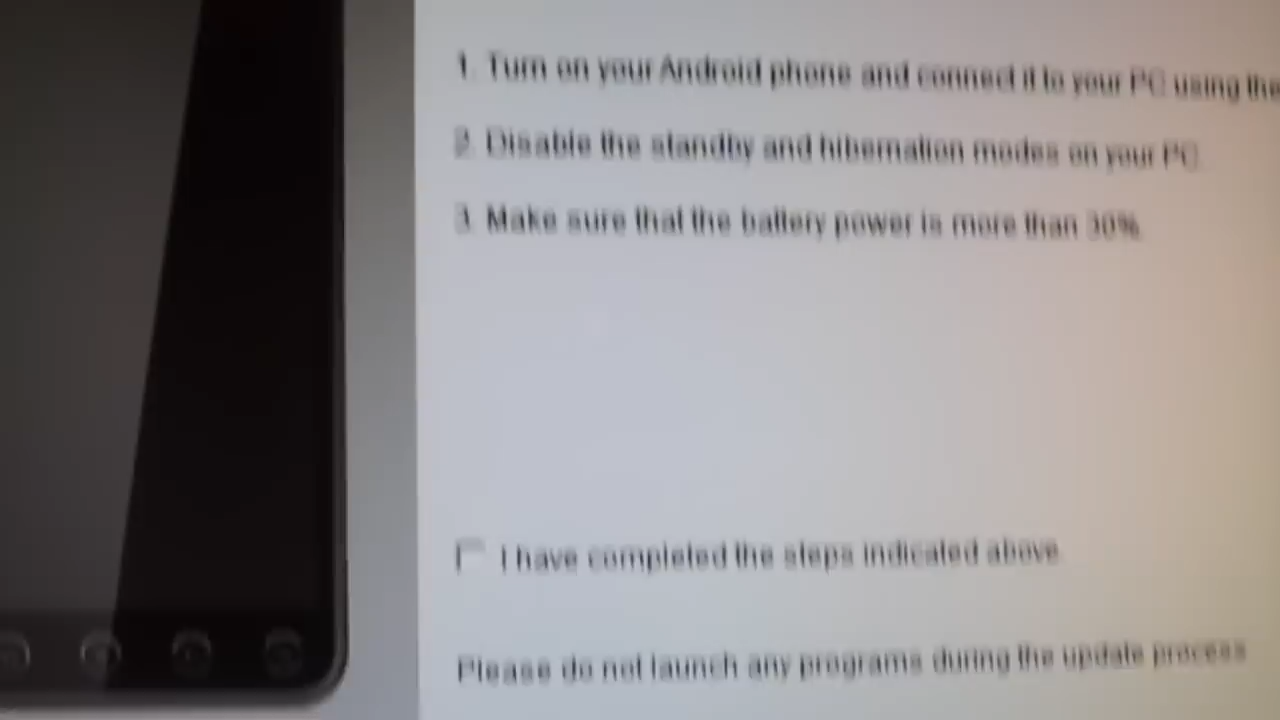 1. Turn on your Android phone and connect it to your PC using the
2. Disable the standby and hibernation modes on your PC.
3. Make sure that the battery power is more than 30%.
I have completed the steps indicated above.
Please do not launch any programs during the update process